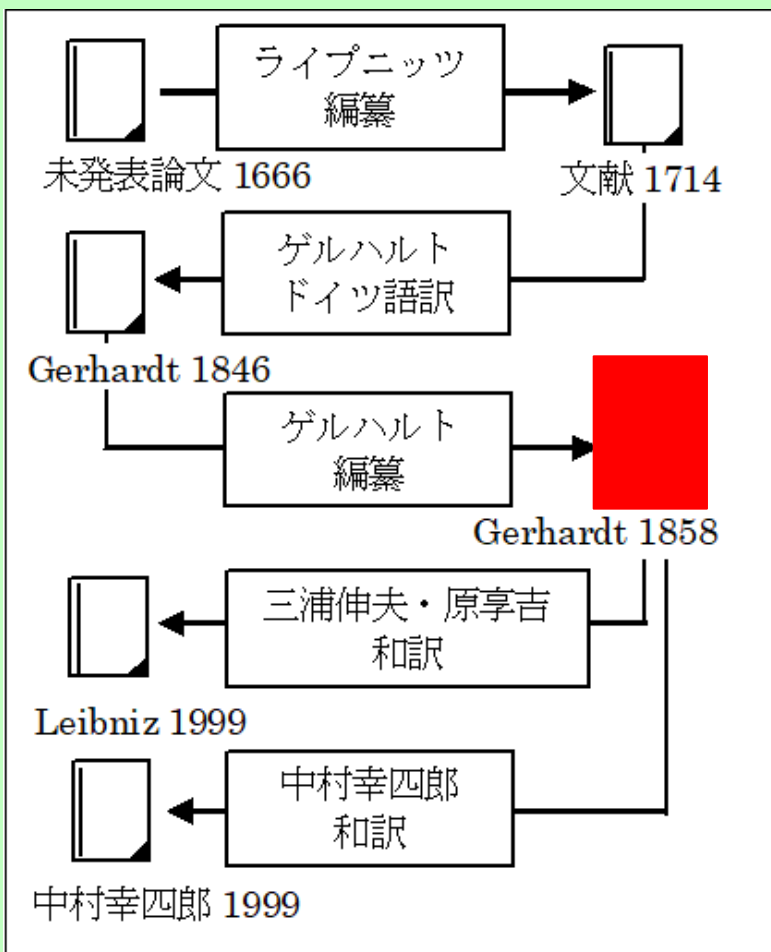 ライプニッツ
編纂
未発表論文 1666
文献 1714
ゲルハルト
ドイツ語訳
Gerhardt 1846
ゲルハルト
編纂
Gerhardt 1858
三浦伸夫・原享吉
和訳
Leibniz 1999
中村幸四郎
和訳
中村幸四郎 1999